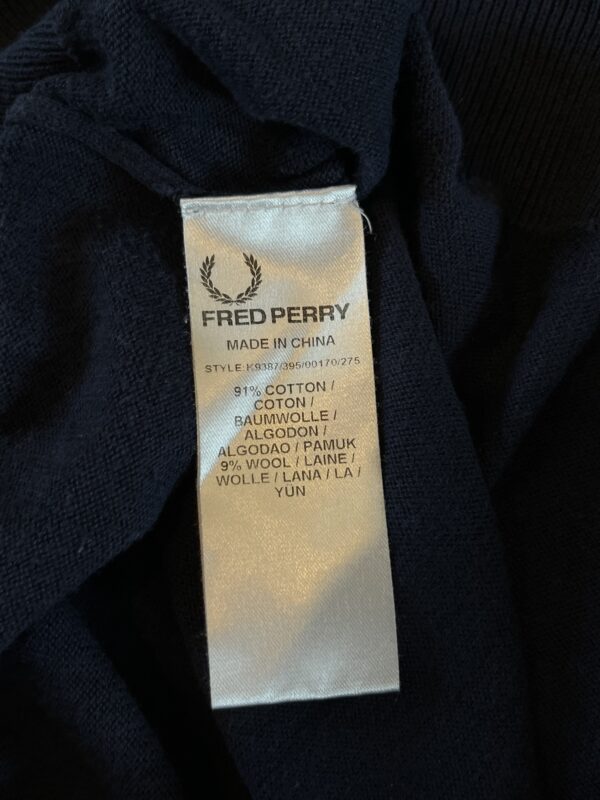 FRED PERRY
MADE IN CHINA
STYLE: K9387/395/00170/275
91% COTTON /
COTON /
BAUMWOLLE /
ALGODON /
ALGODAO / PAMUK
9% WOOL / LAINE /
WOLLE / LANA / LA /
YÜN